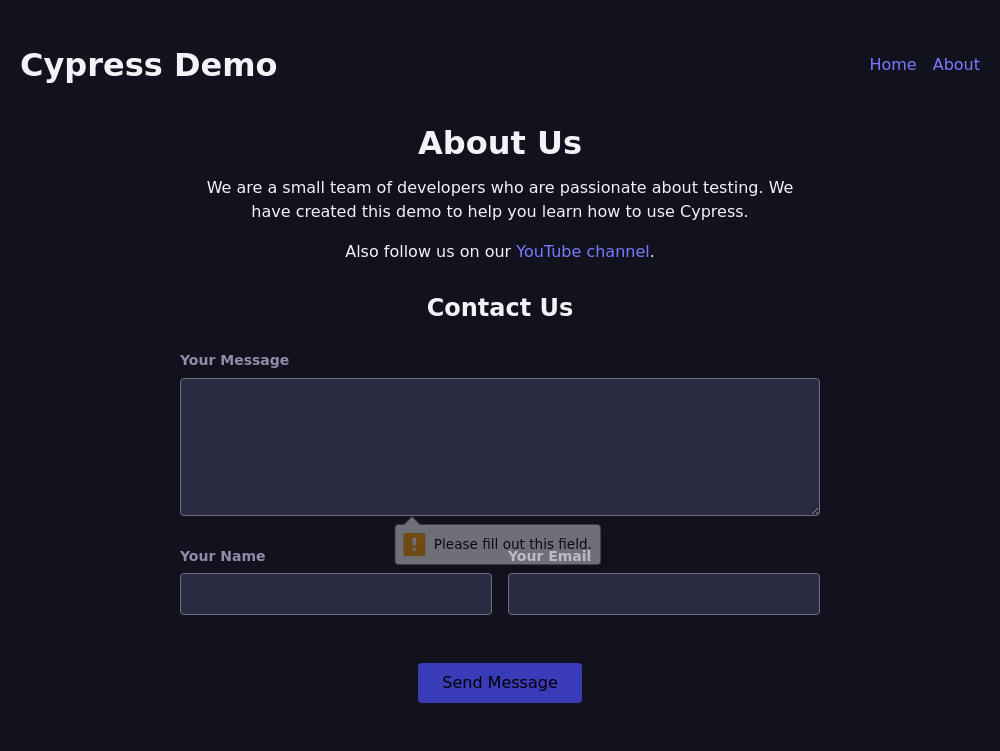 Cypress Demo
Home About
About Us
We are a small team of developers who are passionate about testing. We
have created this demo to help you learn how to use Cypress.
Also follow us on our YouTube channel.
Contact Us
Your Message
Please fill out this field.
Your Name
Your Email
Send Message